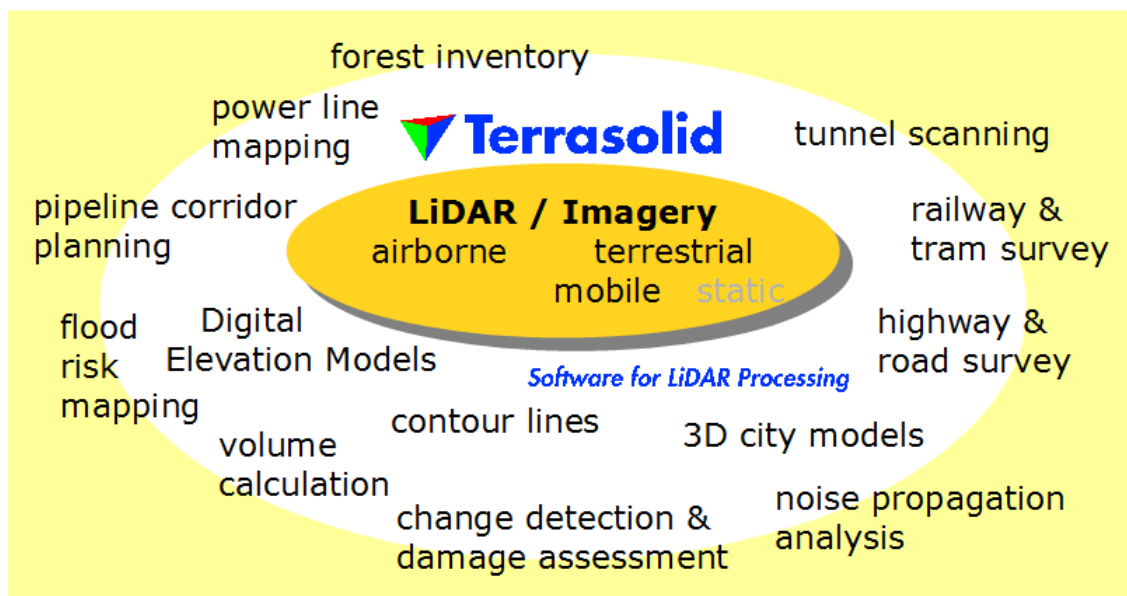 forest inventory
power line
mapping
Terrasolid
tunnel scanning
pipeline corridor
planning
LiDAR / Imagery
airborne terrestrial
mobile static
railway &
tram survey
flood
risk
mapping
Digital
Elevation Models
highway &
road survey
Software for LiDAR Processing
contour lines
3D city models
volume
calculation
change detection &
damage assessment
noise propagation
analysis